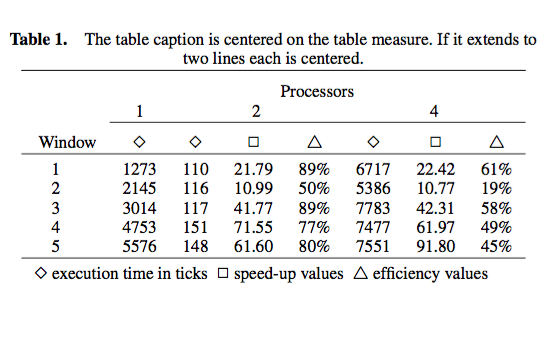 Table 1. The table caption is centered on the table measure. If it extends to
two lines each is centered.
Processors
1 2 4
Window ◇ ◇ □ △ ◇ □ △
1 1273 110 21.79 89% 6717 22.42 61%
2 2145 116 10.99 50% 5386 10.77 19%
3 3014 117 41.77 89% 7783 42.31 58%
4 4753 151 71.55 77% 7477 61.97 49%
5 5576 148 61.60 80% 7551 91.80 45%
◇ execution time in ticks □ speed-up values △ efficiency values